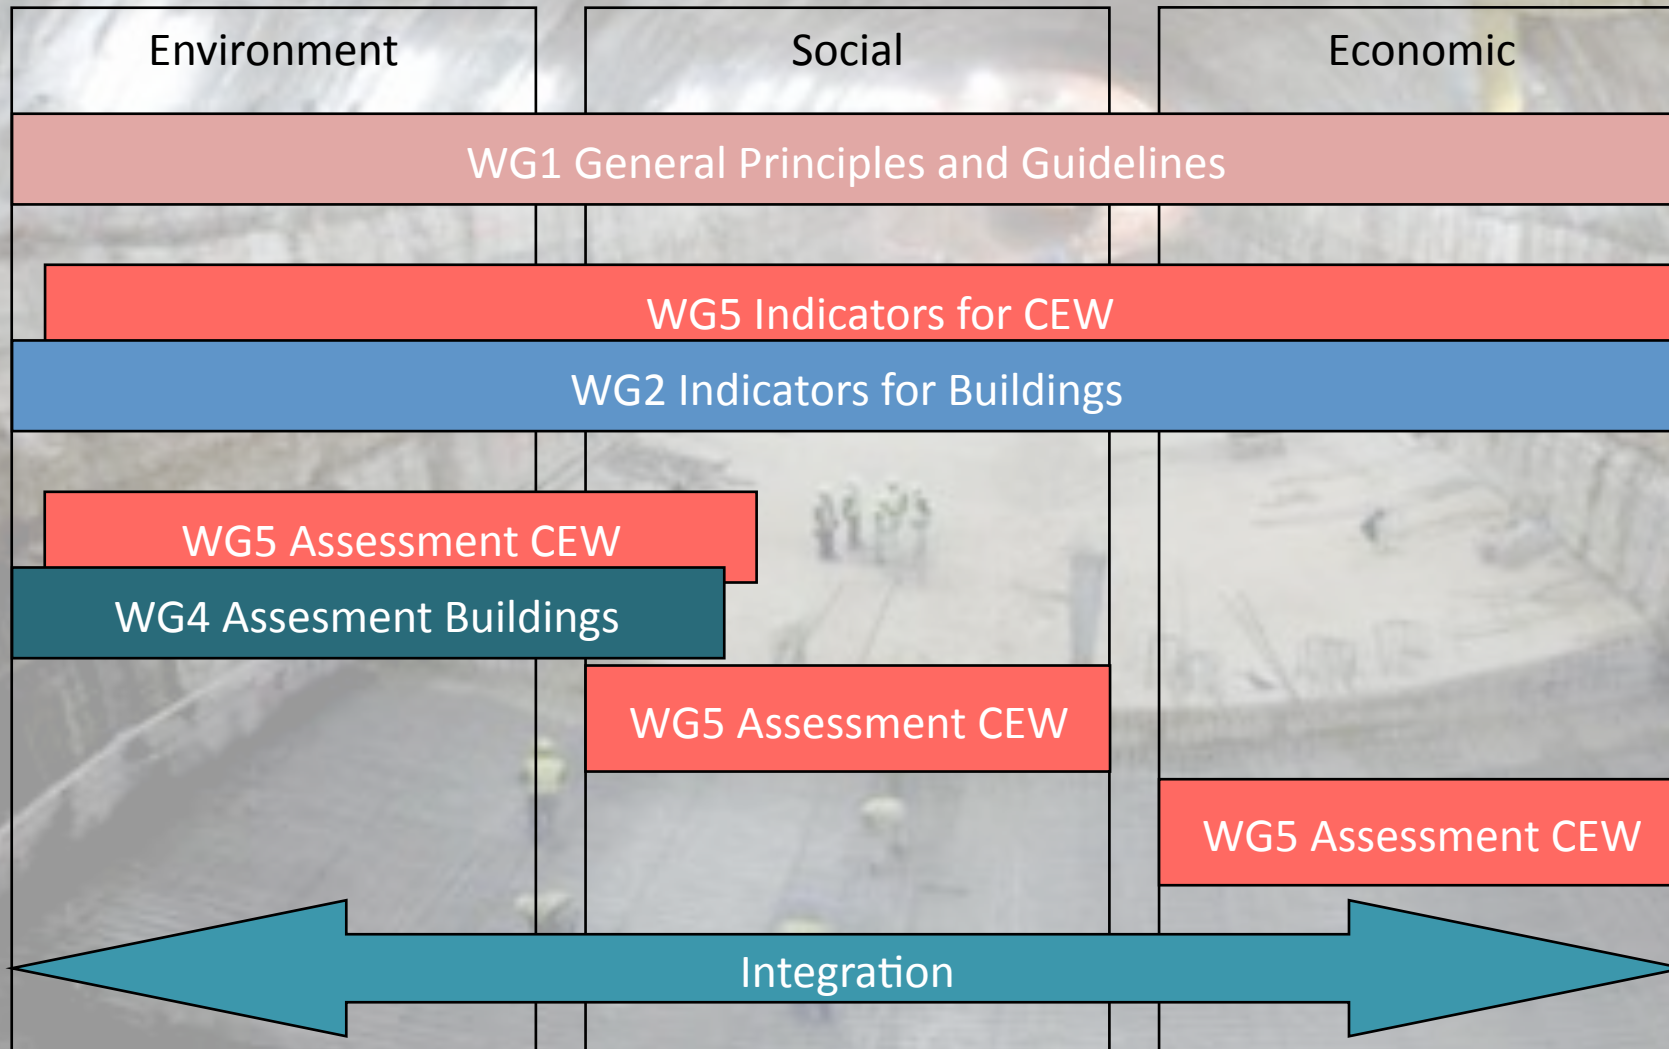 Environment
Social
Economic
WG1 General Principles and Guidelines
WG5 Indicators for CEW
WG2 Indicators for Buildings
WG5 Assessment CEW
WG4 Assesment Buildings
WG5 Assessment CEW
WG5 Assessment CEW
Integration